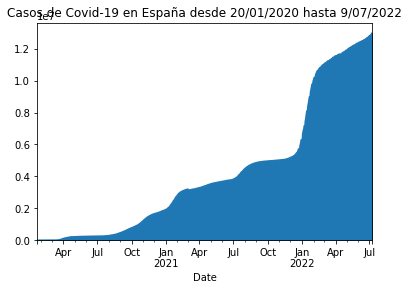 Casos de Covid-19 en España desde 20/01/2020 hasta 9/07/2022
1e7
1.2
1.0
0.8
0.6
0.4
0.2
0.0
Apr Jul Oct Jan Apr Jul Oct Jan Apr Jul
2021 2022
Date